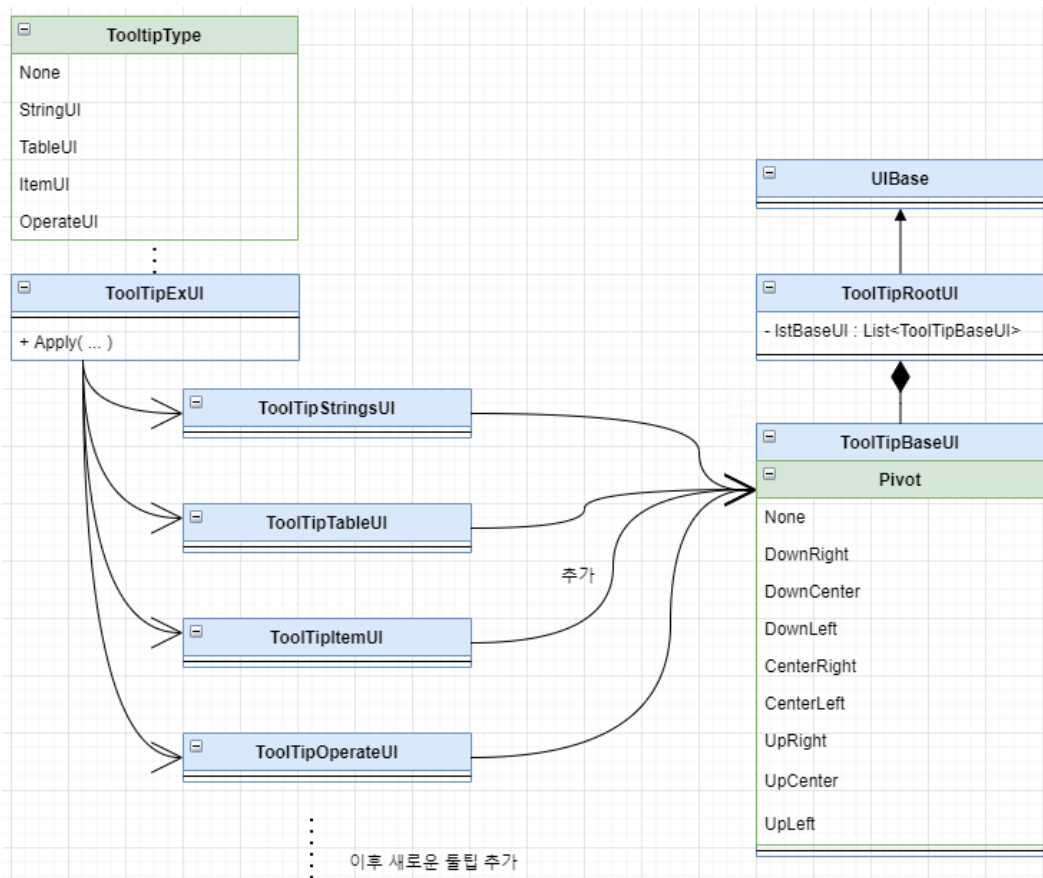 TooltipType
None
StringUI
TableUI
ItemUI
OperateUI
ToolTipExUI
+ Apply( ... )
ToolTipStringsUI
ToolTipTableUI
ToolTipItemUI
ToolTipOperateUI
추가
이후 새로운 툴팁 추가
UIBase
ToolTipRootUI
- lstBaseUI : List<ToolTipBaseUI>
ToolTipBaseUI
Pivot
None
DownRight
DownCenter
DownLeft
CenterRight
CenterLeft
UpRight
UpCenter
UpLeft